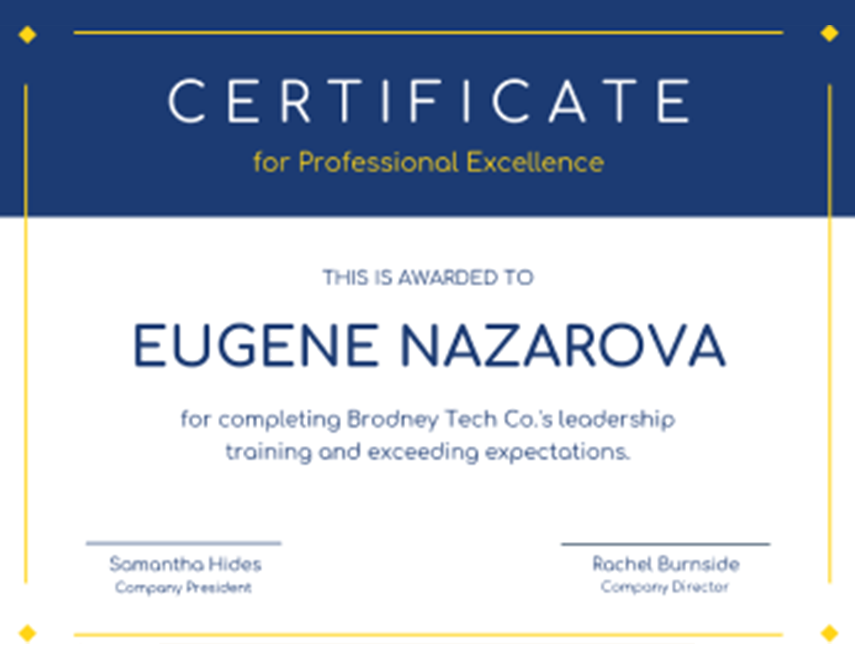 CERTIFICATE
for Professional Excellence
THIS IS AWARDED TO
EUGENE NAZAROVA
for completing Brodney Tech Co.'s leadership
training and exceeding expectations.
Samantha Hides
Company President
Rachel Burnside
Company Director